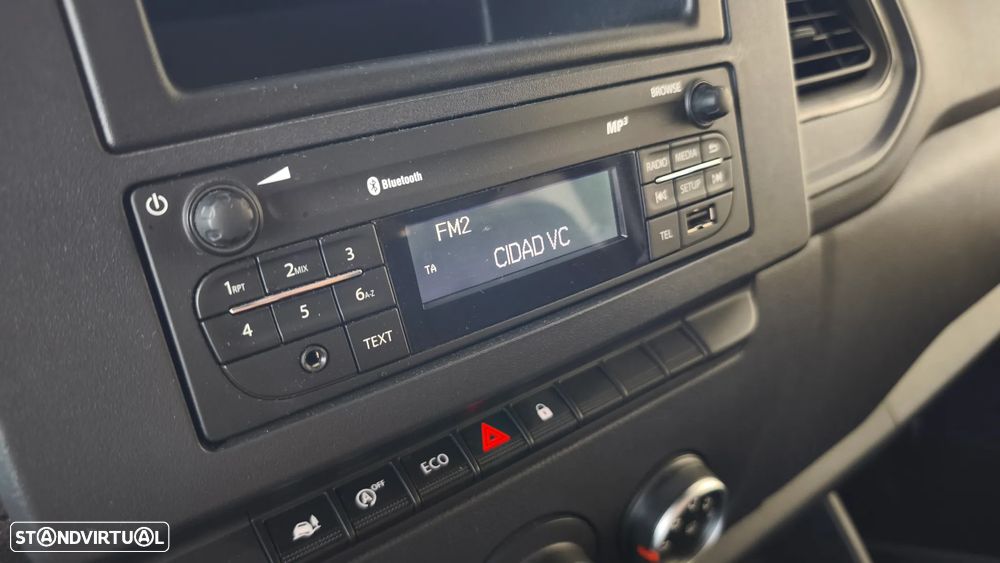 BROWSE
MP3
Bluetooth
RADIO MEDIA
SETUP
TEL
FM2
TA CIDAD VC
1RPT 2MIX 3
4 5 6A-Z
TEXT
A OFF
ECO
STANDVIRTUAL